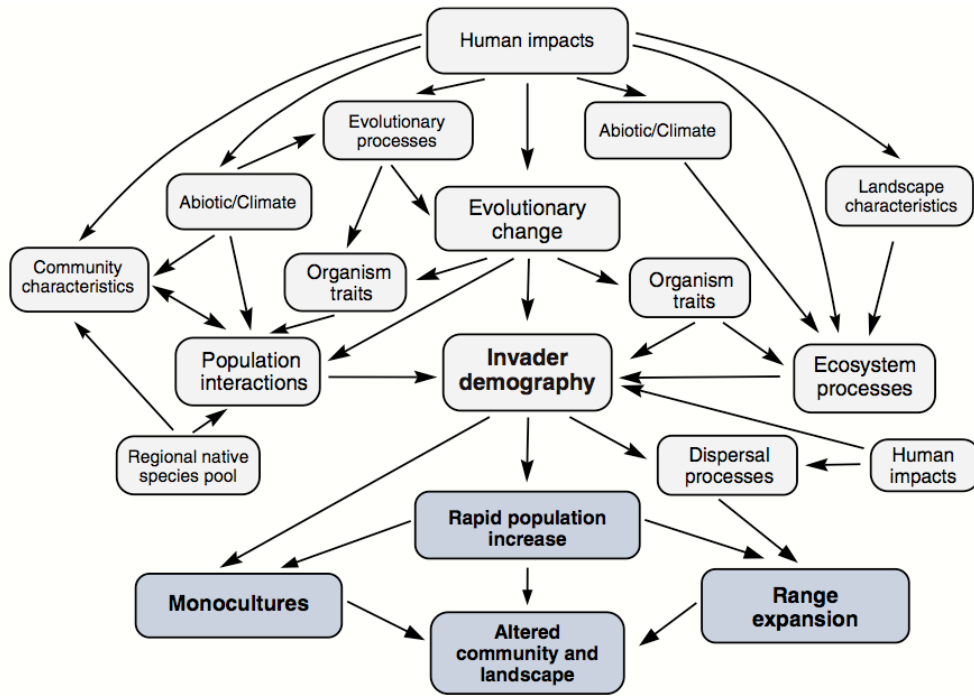 Human impacts
Evolutionary
processes
Abiotic/Climate
Abiotic/Climate
Landscape
characteristics
Evolutionary
change
Community
characteristics
Organism
traits
Organism
traits
Population
interactions
Invader
demography
Ecosystem
processes
Regional native
species pool
Dispersal
processes
Human
impacts
Rapid population
increase
Monocultures
Range
expansion
Altered
community and
landscape